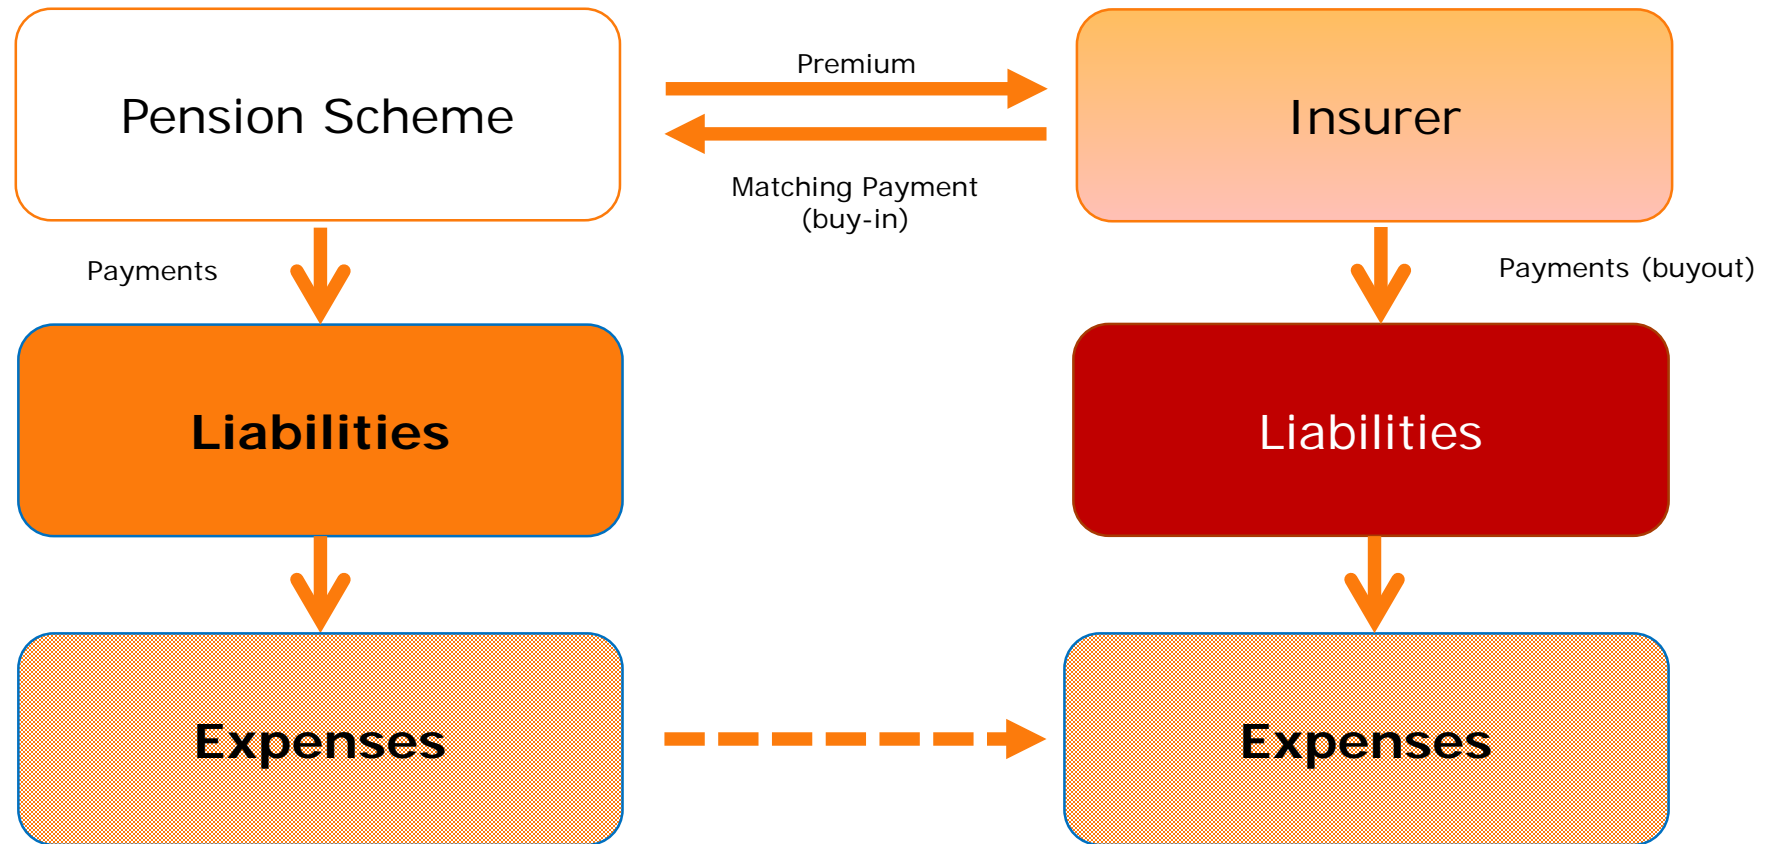 Premium
Pension Scheme
Insurer
Matching Payment
(buy-in)
Payments
Payments (buyout)
Liabilities
Liabilities
Expenses
Expenses